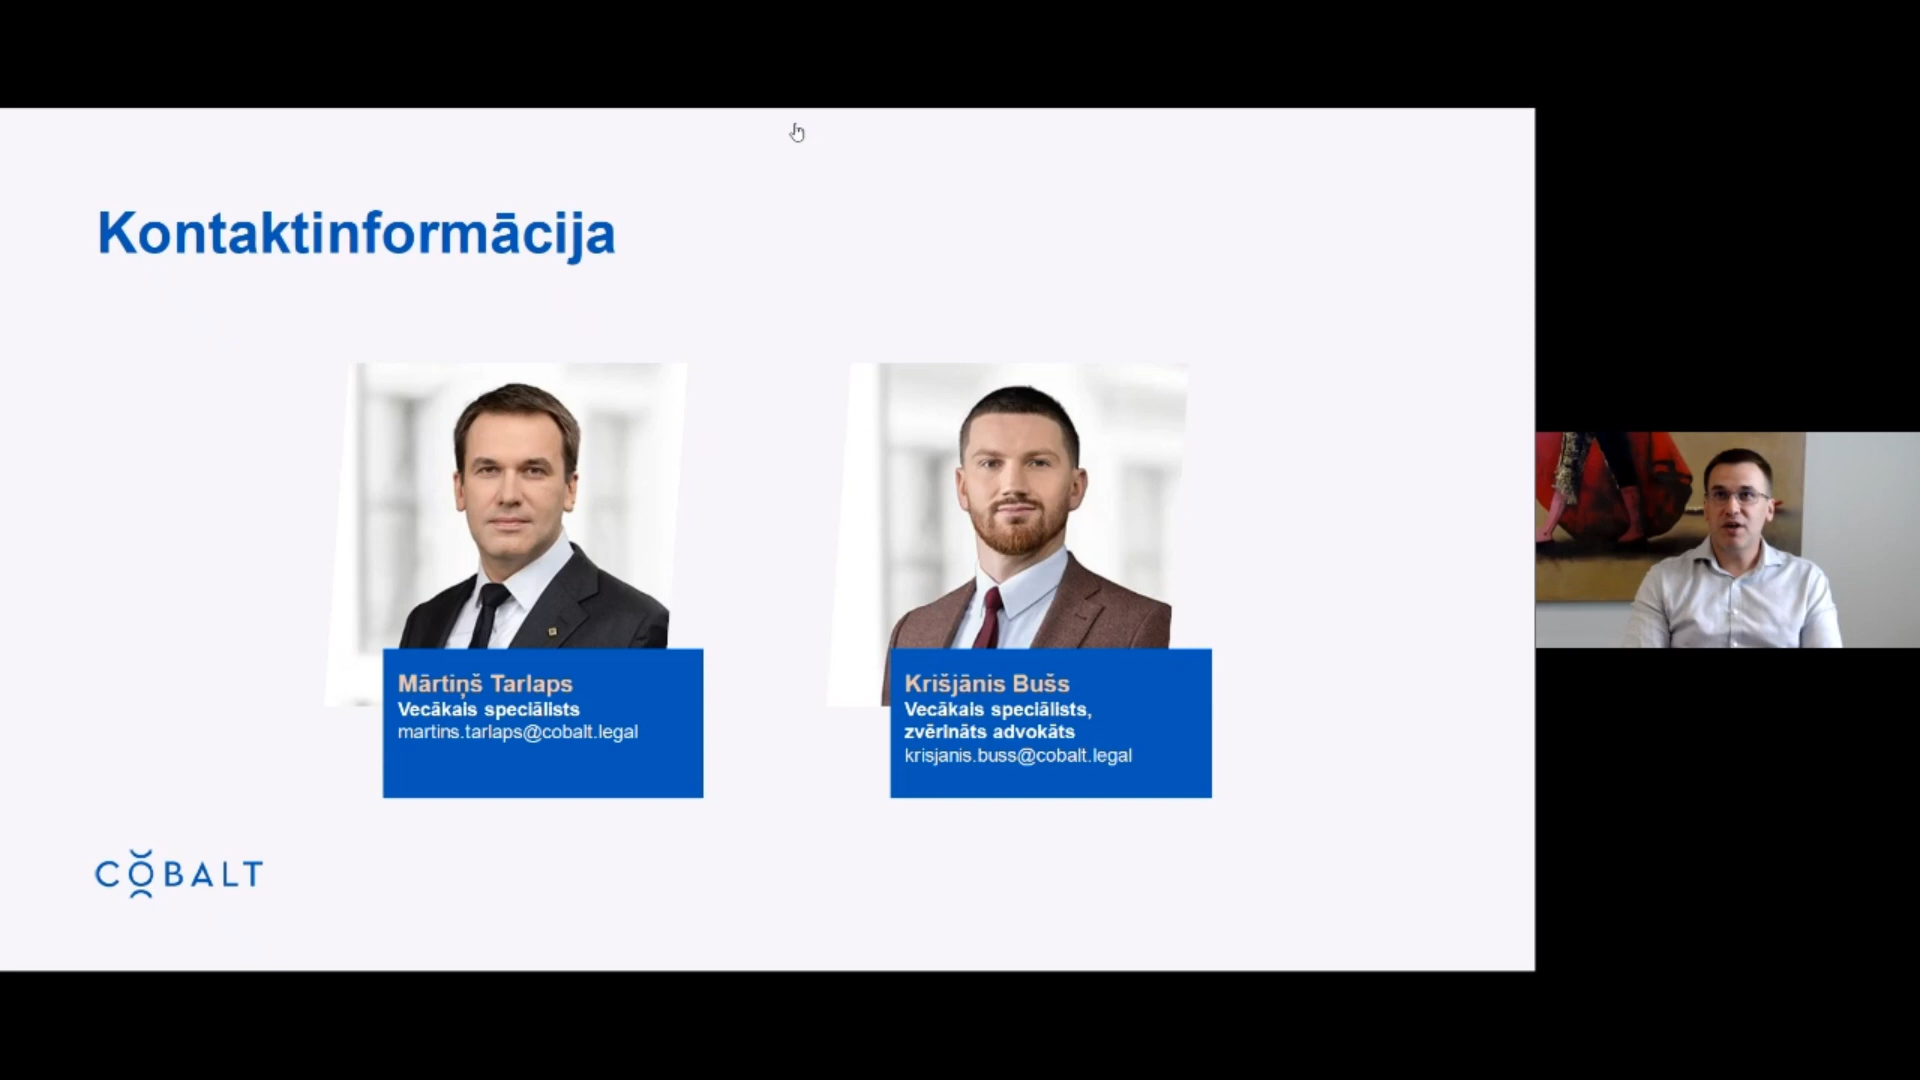 Kontaktinformācija
Mārtiņš Tarlaps
Vecākais speciālists
martins.tarlaps@cobalt.legal
Krišjānis Bušs
Vecākais speciālists,
zvērināts advokāts
krisjanis.buss@cobalt.legal
COBALT